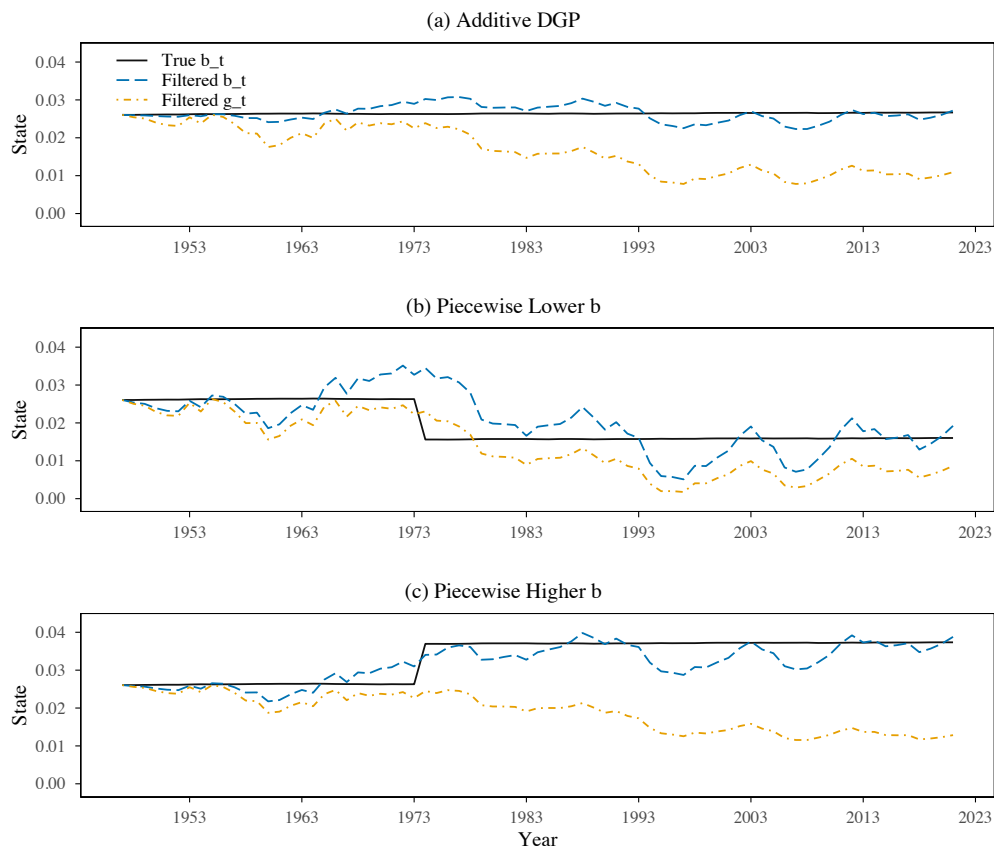 (a) Additive DGP
True b_t
Filtered b_t
Filtered g_t
State
0.04
0.03
0.02
0.01
0.00
1953 1963 1973 1983 1993 2003 2013 2023
(b) Piecewise Lower b
State
0.04
0.03
0.02
0.01
0.00
1953 1963 1973 1983 1993 2003 2013 2023
(c) Piecewise Higher b
State
0.04
0.03
0.02
0.01
0.00
1953 1963 1973 1983 1993 2003 2013 2023
Year